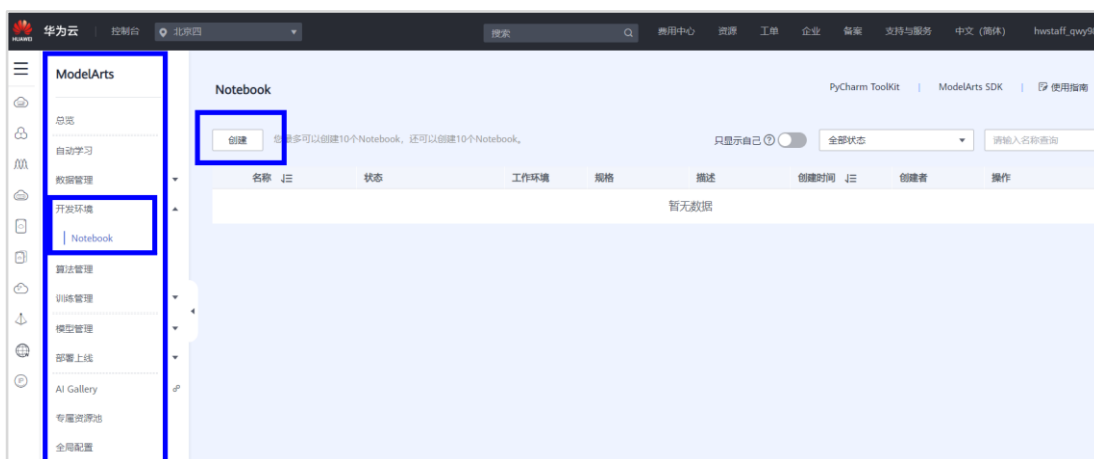 HUAWEI 华为云 控制台 北京四 搜索 费用中心 资源 工单 企业 备案 支持与服务 中文 (简体) hwstaff_qwy9
ModelArts
总览
自动学习
数据管理
开发环境
Notebook
算法管理
训练管理
模型管理
部署上线
AI Gallery
专属资源池
全局配置
Notebook
PyCharm ToolKit | ModelArts SDK | 使用指南
创建 您最多可以创建10个Notebook，还可以创建10个Notebook。 只显示自己 全部状态 请输入名称查询
名称 状态 工作环境 规格 描述 创建时间 创建者 操作
暂无数据